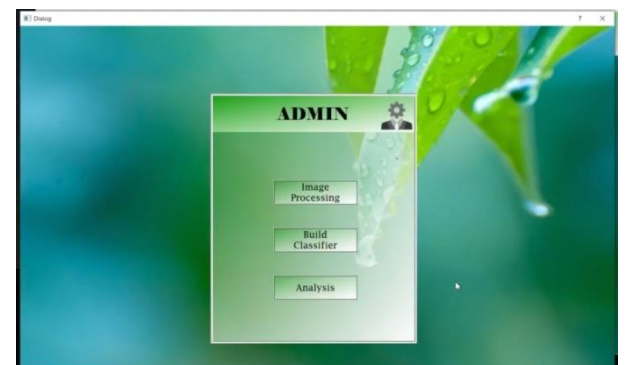 Dialog
?
ADMIN
Image
Processing
Build
Classifier
Analysis